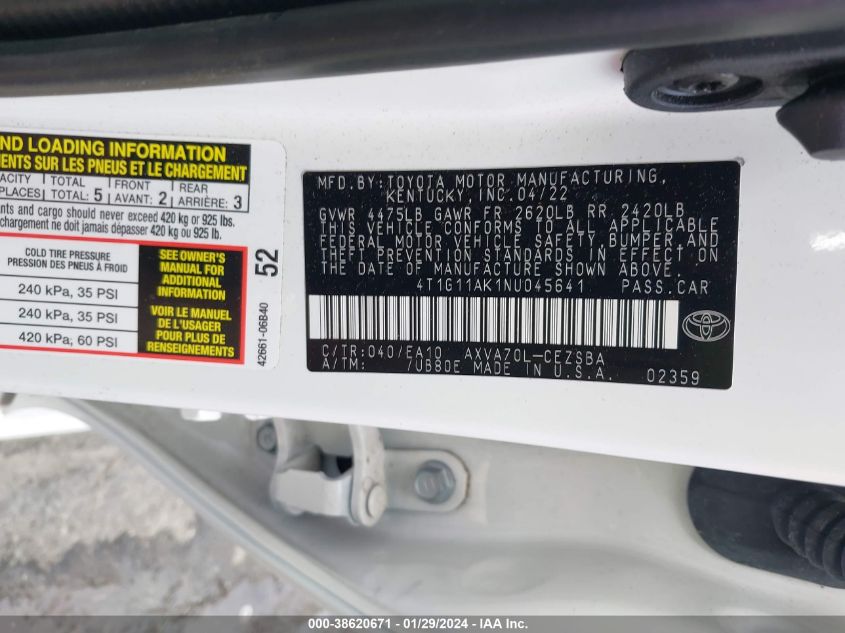 ND LOADING INFORMATION
MENTS SUR LES PNEUS ET LE CHARGEMENT
ACITY TOTAL FRONT REAR
PLACES TOTAL: 5 AVANT: 2 ARRIÈRE: 3
nts and cargo should never exceed 420 kg or 925 lbs.
chargement ne doit jamais dépasser 420 kg ou 925 lb.
COLD TIRE PRESSURE
PRESSION DES PNEUS À FROID
240 kPa, 35 PSI
240 kPa, 35 PSI
420 kPa, 60 PSI
SEE OWNER'S
MANUAL FOR
ADDITIONAL
INFORMATION
VOIR LE MANUEL
DE L'USAGER
POUR PLUS DE
RENSEIGNEMENTS
52
42661-06B40
MFD.BY:TOYOTA MOTOR MANUFACTURING,
KENTUCKY, INC.04/22
GVWR 4475LB GAWR FR 2620LB RR 2420LB
THIS VEHICLE CONFORMS TO ALL APPLICABLE
FEDERAL MOTOR VEHICLE SAFETY, BUMPER, AND
THEFT PREVENTION STANDARDS IN EFFECT ON
THE DATE OF MANUFACTURE SHOWN ABOVE.
4T1G11AK1NU045641 PASS.CAR
C/TR:040/EA10 AXVA70L-CEZSBA
A/TM: /UB80E MADE IN U.S.A. 02359
000-38620671 - 01/29/2024 - IAA Inc.